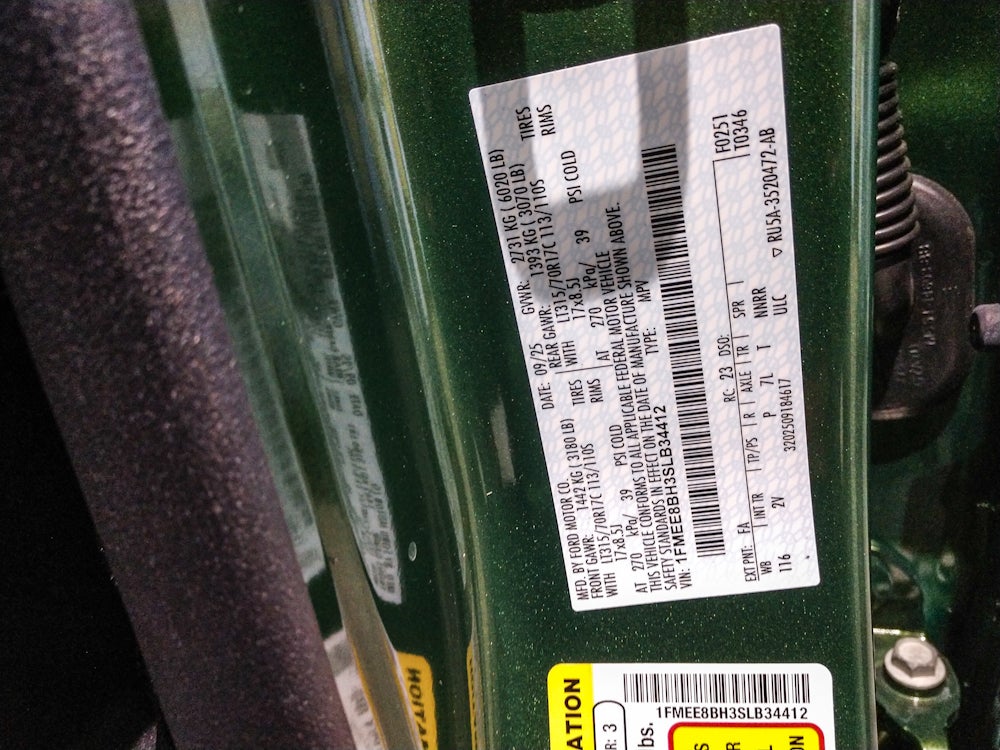 MFD. BY FORD MOTOR CO.
DATE: 09/25 GVWR: 2731 KG ( 6020 LB)
FRONT GAWR: 1442 KG ( 3180 LB) REAR GAWR: 1393 KG ( 3070 LB)
WITH LT315/70R17C 113/110S TIRES WITH LT315/70R17C 113/110S TIRES
17x8.5J RIMS 17x8.5J RIMS
AT 270 kPa/ 39 PSI COLD AT 270 kPa/ 39 PSI COLD
THIS VEHICLE CONFORMS TO ALL APPLICABLE FEDERAL MOTOR VEHICLE
SAFETY STANDARDS IN EFFECT ON THE DATE OF MANUFACTURE SHOWN ABOVE.
VIN: 1FMEE8BH3SLB34412 TYPE: MPV
F0251
T0346
EXT PNT: FA RC: 23 DSO:
WB INT TR TP/PS R AXLE TR SPR
116 2V P 7L T NNRR
ULC
3202509184617
RU5A-3520472-AB
1FMEE8BH3SLB34412
ATION
R: 3
lbs.
S
R
L
ON